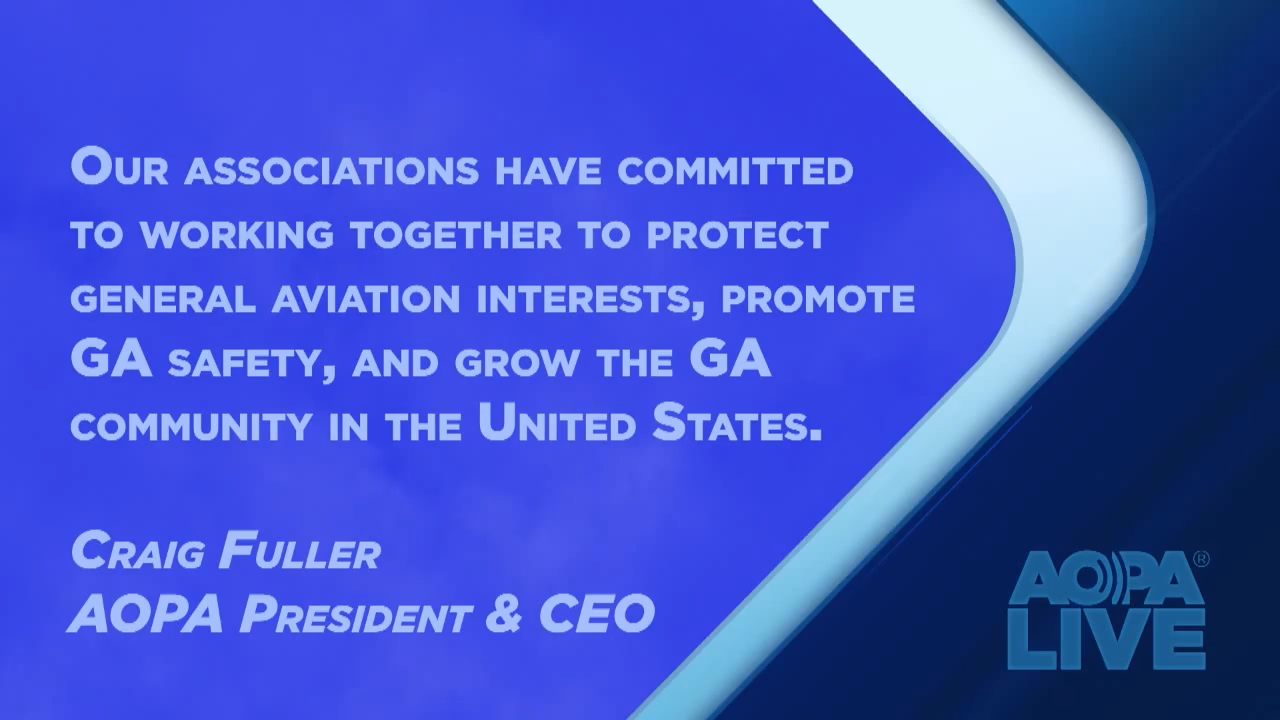 Our associations have committed
to working together to protect
general aviation interests, promote
GA safety, and grow the GA
community in the United States.
Craig Fuller
AOPA President & CEO
AOPA®
LIVE